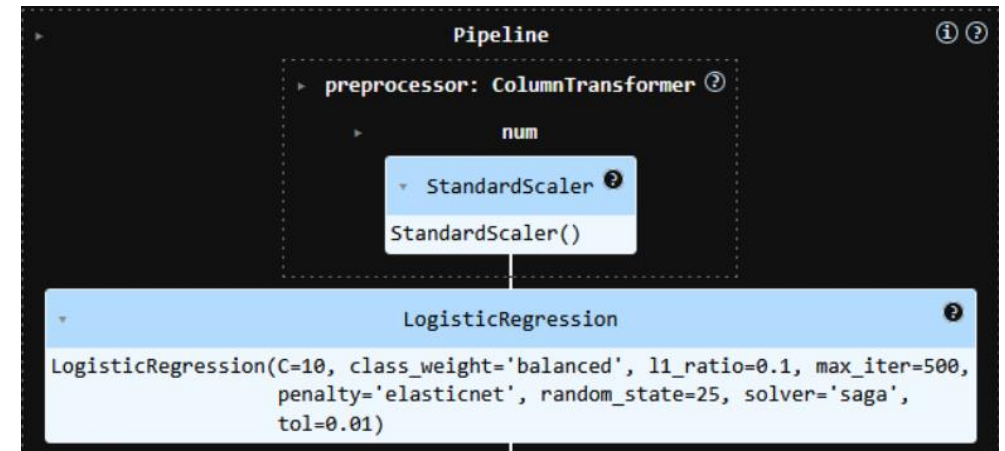 Pipeline
preprocessor: ColumnTransformer ?
num
StandardScaler ?
StandardScaler()
LogisticRegression ?
LogisticRegression(C=10, class_weight='balanced', l1_ratio=0.1, max_iter=500,
penalty='elasticnet', random_state=25, solver='saga',
tol=0.01)